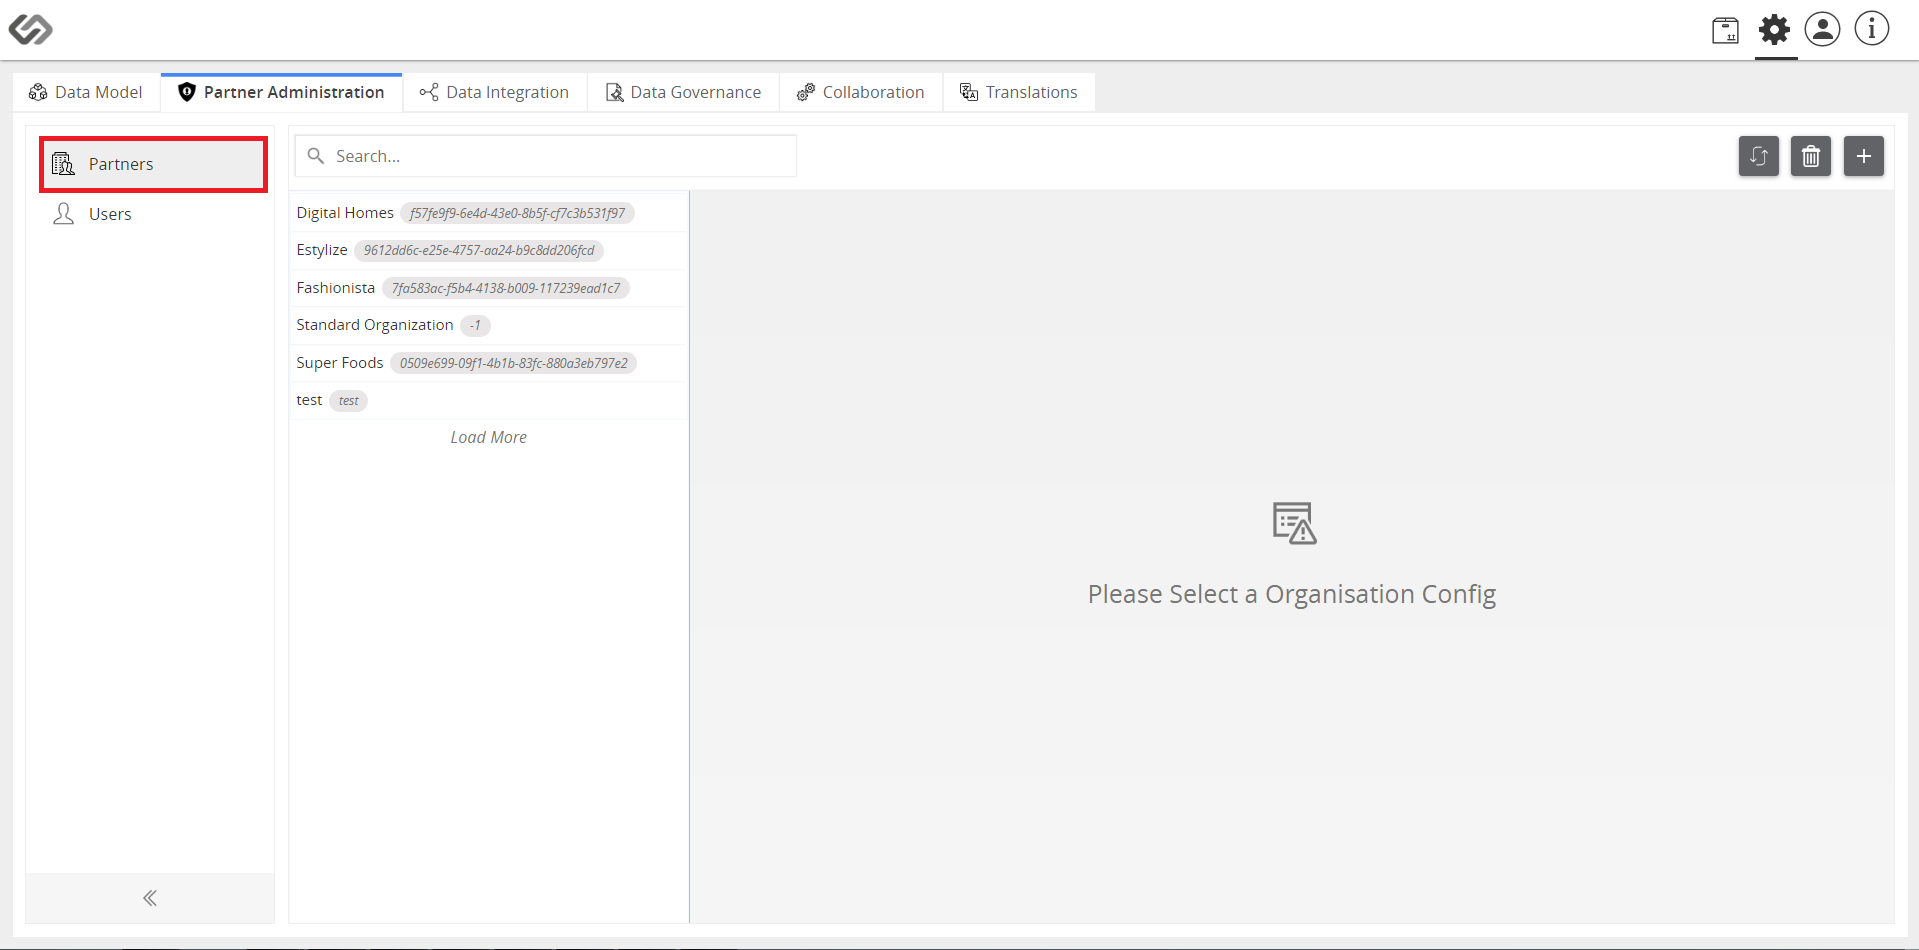 Data Model
Partner Administration
Data Integration
Data Governance
Collaboration
Translations
Partners
Users
Search...
Digital Homes f57fe9f9-6e4d-43e0-8b5f-cf7c3b531f97
Estylize 9612dd6c-e25e-4757-aa24-b9c8dd206fcd
Fashionista 7fa583ac-f5b4-4138-b009-117239ead1c7
Standard Organization -1
Super Foods 0509e699-09f1-4b1b-83fc-880a3eb797e2
test test
Load More
Please Select a Organisation Config